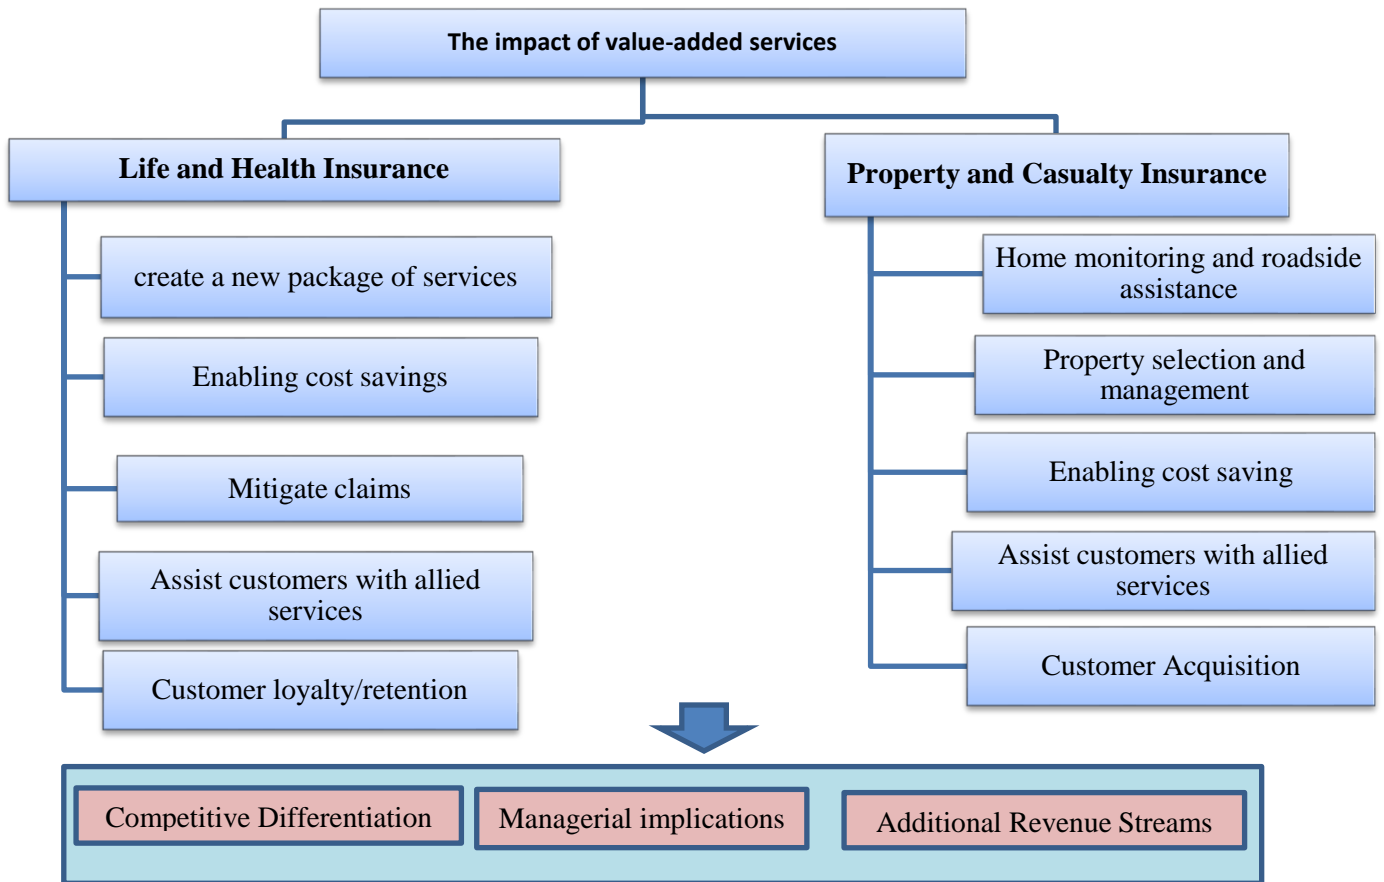 The impact of value-added services
Life and Health Insurance
create a new package of services
Enabling cost savings
Mitigate claims
Assist customers with allied
services
Customer loyalty/retention
Property and Casualty Insurance
Home monitoring and roadside
assistance
Property selection and
management
Enabling cost saving
Assist customers with allied
services
Customer Acquisition
Competitive Differentiation
Managerial implications
Additional Revenue Streams